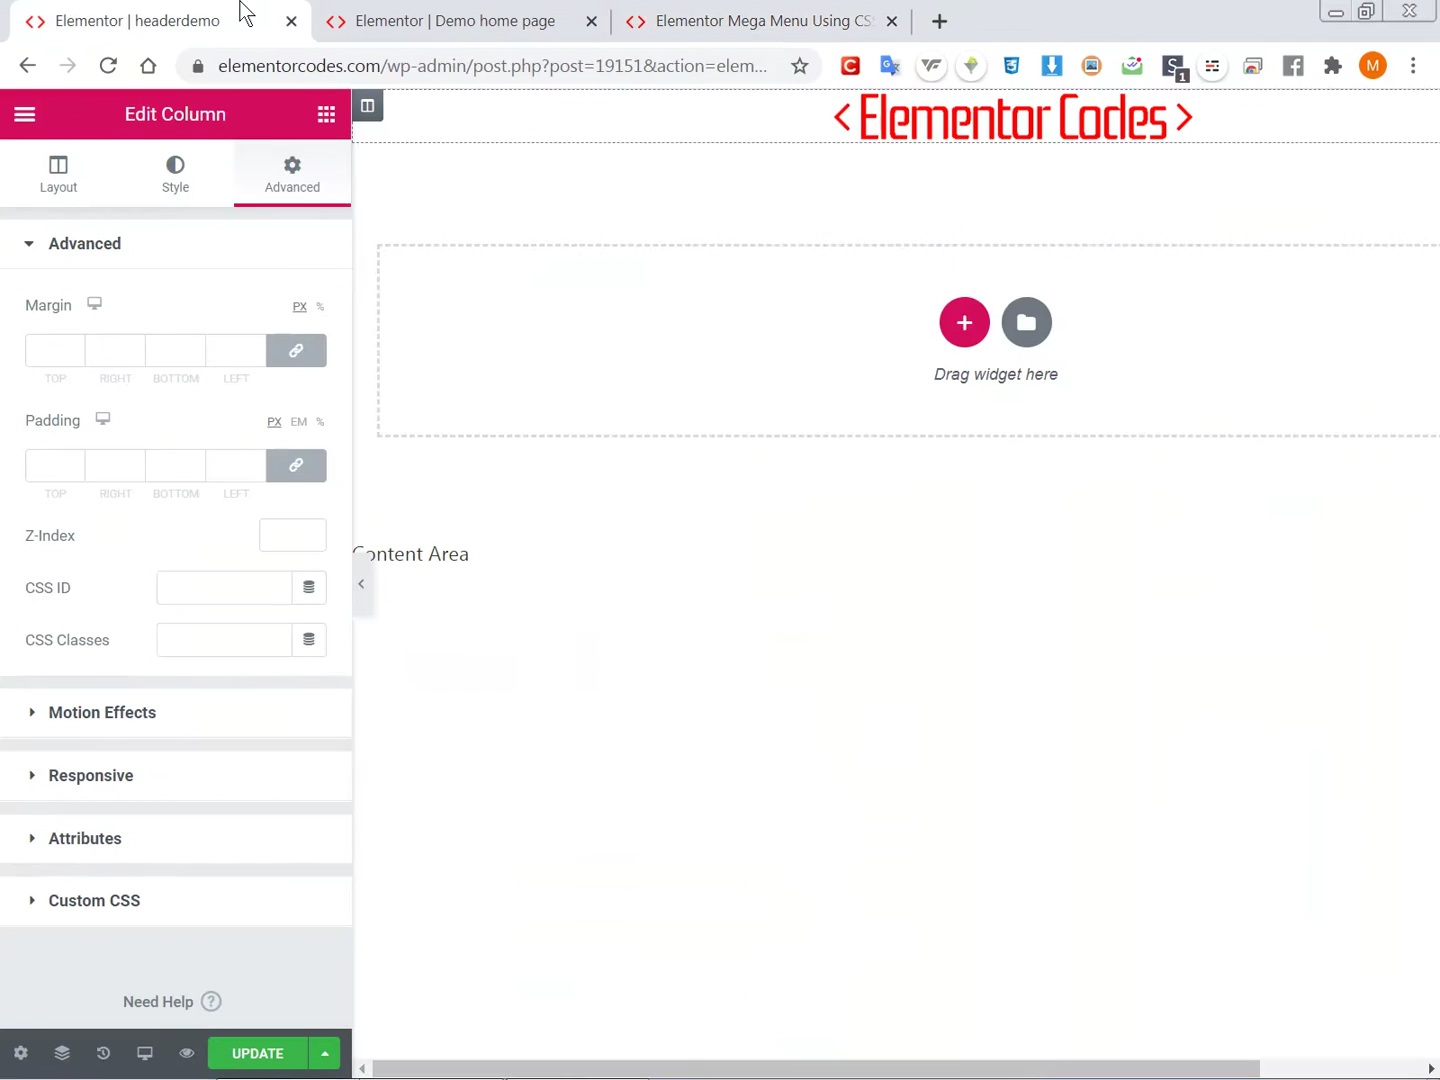 Elementor | headerdemo
Elementor | Demo home page
Elementor Mega Menu Using CS
elementorcodes.com/wp-admin/post.php?post=19151&action=elem...
1
M
Edit Column
< Elementor Codes >
Layout
Style
Advanced
Advanced
Margin
PX %
TOP RIGHT BOTTOM LEFT
Drag widget here
Padding
PX EM %
TOP RIGHT BOTTOM LEFT
Z-Index
Content Area
CSS ID
CSS Classes
Motion Effects
Responsive
Attributes
Custom CSS
Need Help ?
UPDATE